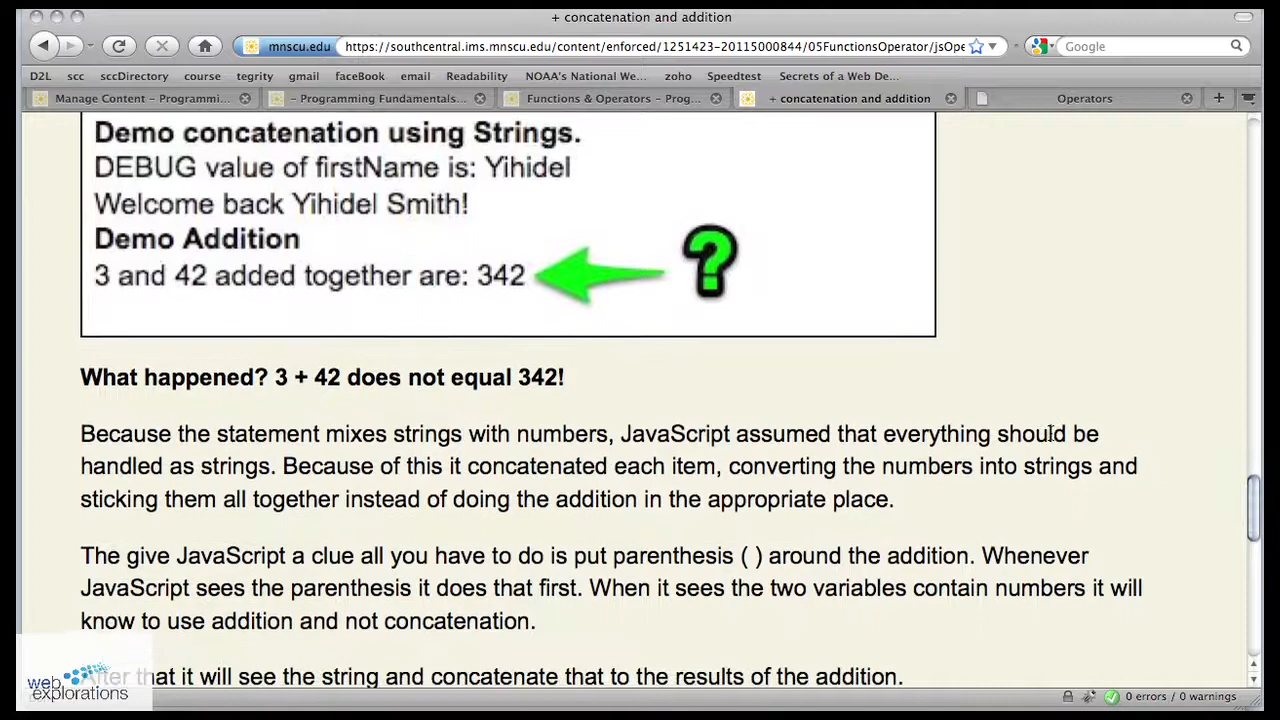 + concatenation and addition
mnscu.edu https://southcentral.ims.mnscu.edu/content/enforced/1251423-20115000844/05FunctionsOperator/jsOpe
Google
D2L scc sccDirectory course tegrity gmail faceBook email Readability NOAA's National We... zoho Speedtest Secrets of a Web De...
Manage Content – Programmi... – Programming Fundamentals... Functions & Operators – Prog... + concatenation and addition Operators
Demo concatenation using Strings.
DEBUG value of firstName is: Yihidel
Welcome back Yihidel Smith!
Demo Addition
3 and 42 added together are: 342 ?
What happened? 3 + 42 does not equal 342!
Because the statement mixes strings with numbers, JavaScript assumed that everything should be
handled as strings. Because of this it concatenated each item, converting the numbers into strings and
sticking them all together instead of doing the addition in the appropriate place.
The give JavaScript a clue all you have to do is put parenthesis ( ) around the addition. Whenever
JavaScript sees the parenthesis it does that first. When it sees the two variables contain numbers it will
know to use addition and not concatenation.
After that it will see the string and concatenate that to the results of the addition.
web
explorations
0 errors / 0 warnings